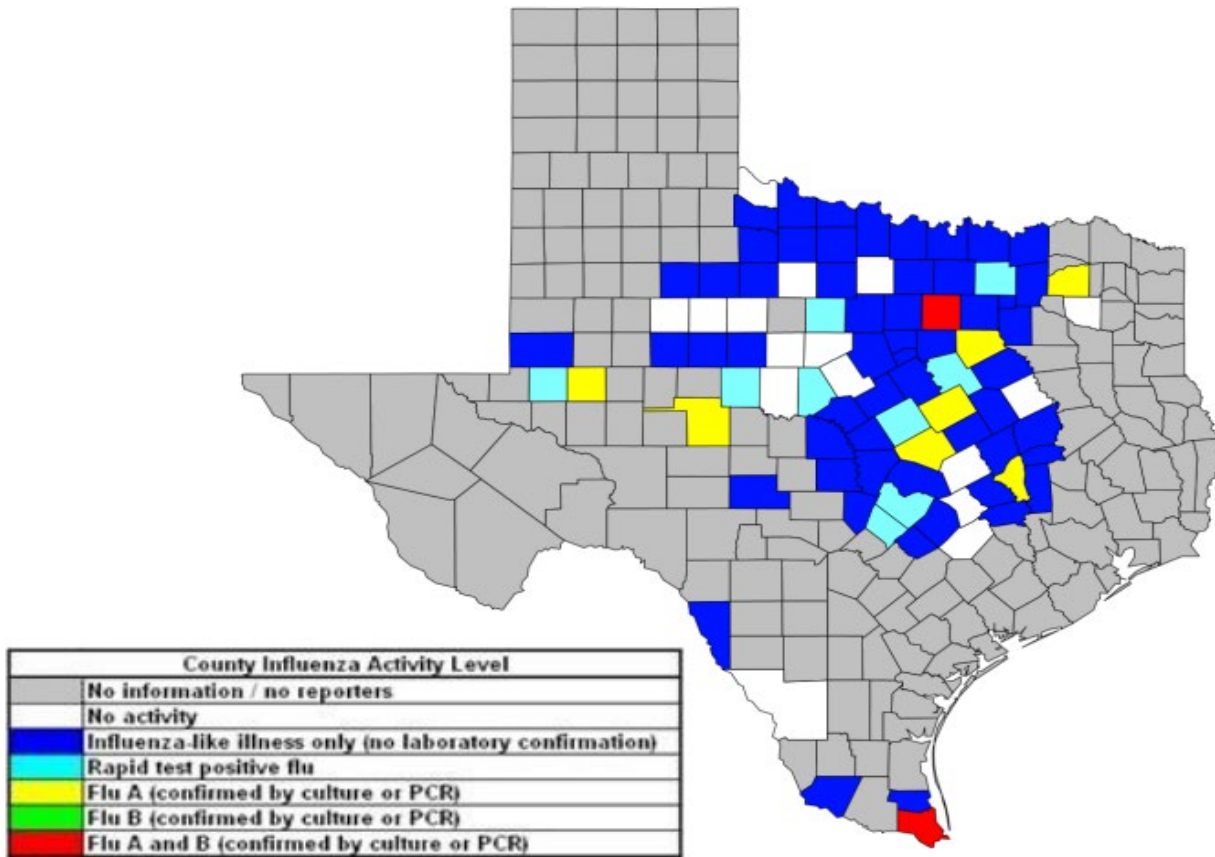 County Influenza Activity Level
No information / no reporters
No activity
Influenza-like illness only (no laboratory confirmation)
Rapid test positive flu
Flu A (confirmed by culture or PCR)
Flu B (confirmed by culture or PCR)
Flu A and B (confirmed by culture or PCR)